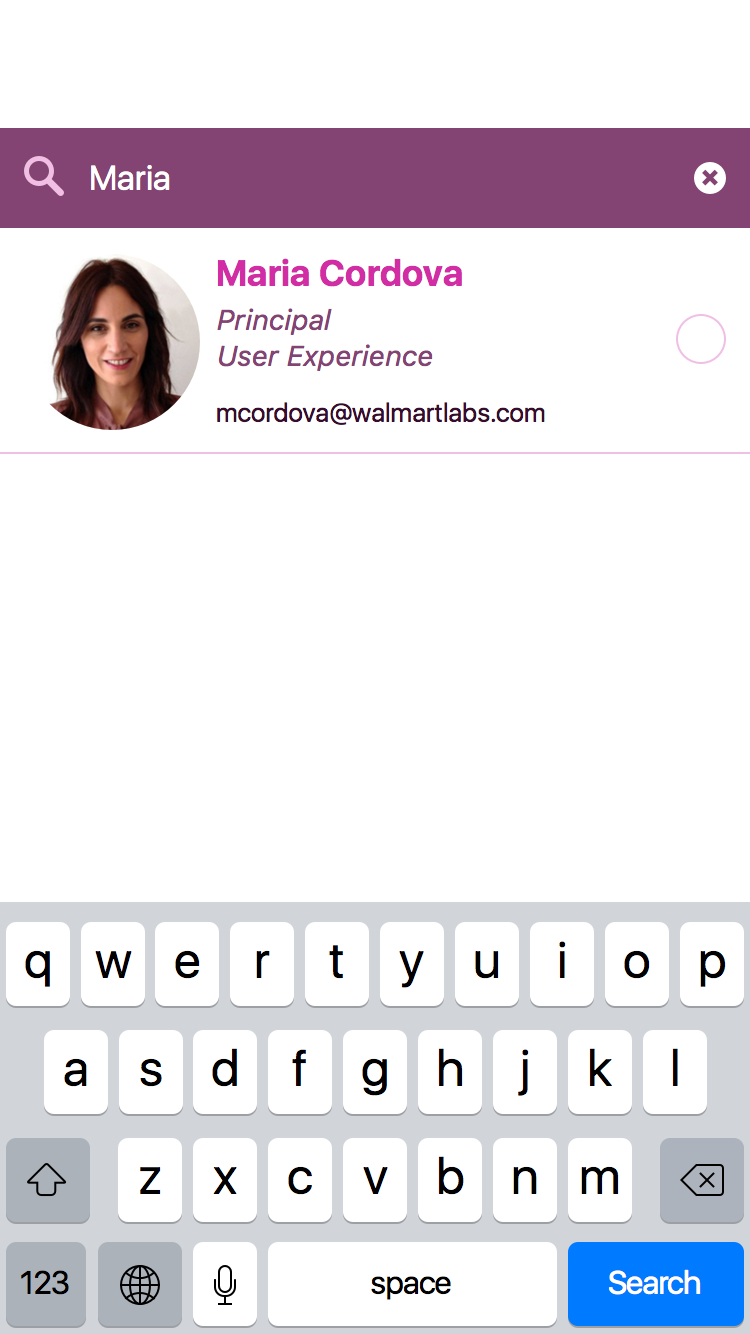 Maria
Maria Cordova
Principal
User Experience
mcordova@walmartlabs.com
q w e r t y u i o p
a s d f g h j k l
z x c v b n m
123 space Search